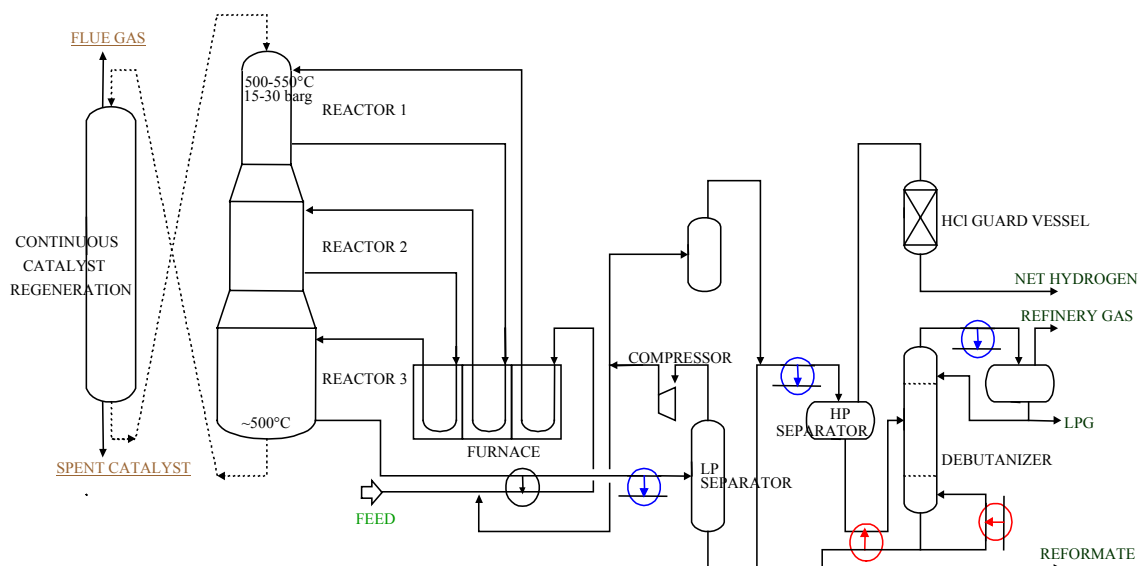 FLUE GAS
500-550°C
15-30 barg
REACTOR 1
HCl GUARD VESSEL
CONTINUOUS
CATALYST
REGENERATION
REACTOR 2
NET HYDROGEN
REFINERY GAS
COMPRESSOR
REACTOR 3
HP
SEPARATOR
~500°C
LPG
FURNACE
DEBUTANIZER
SPENT CATALYST
LP
SEPARATOR
FEED
REFORMATE